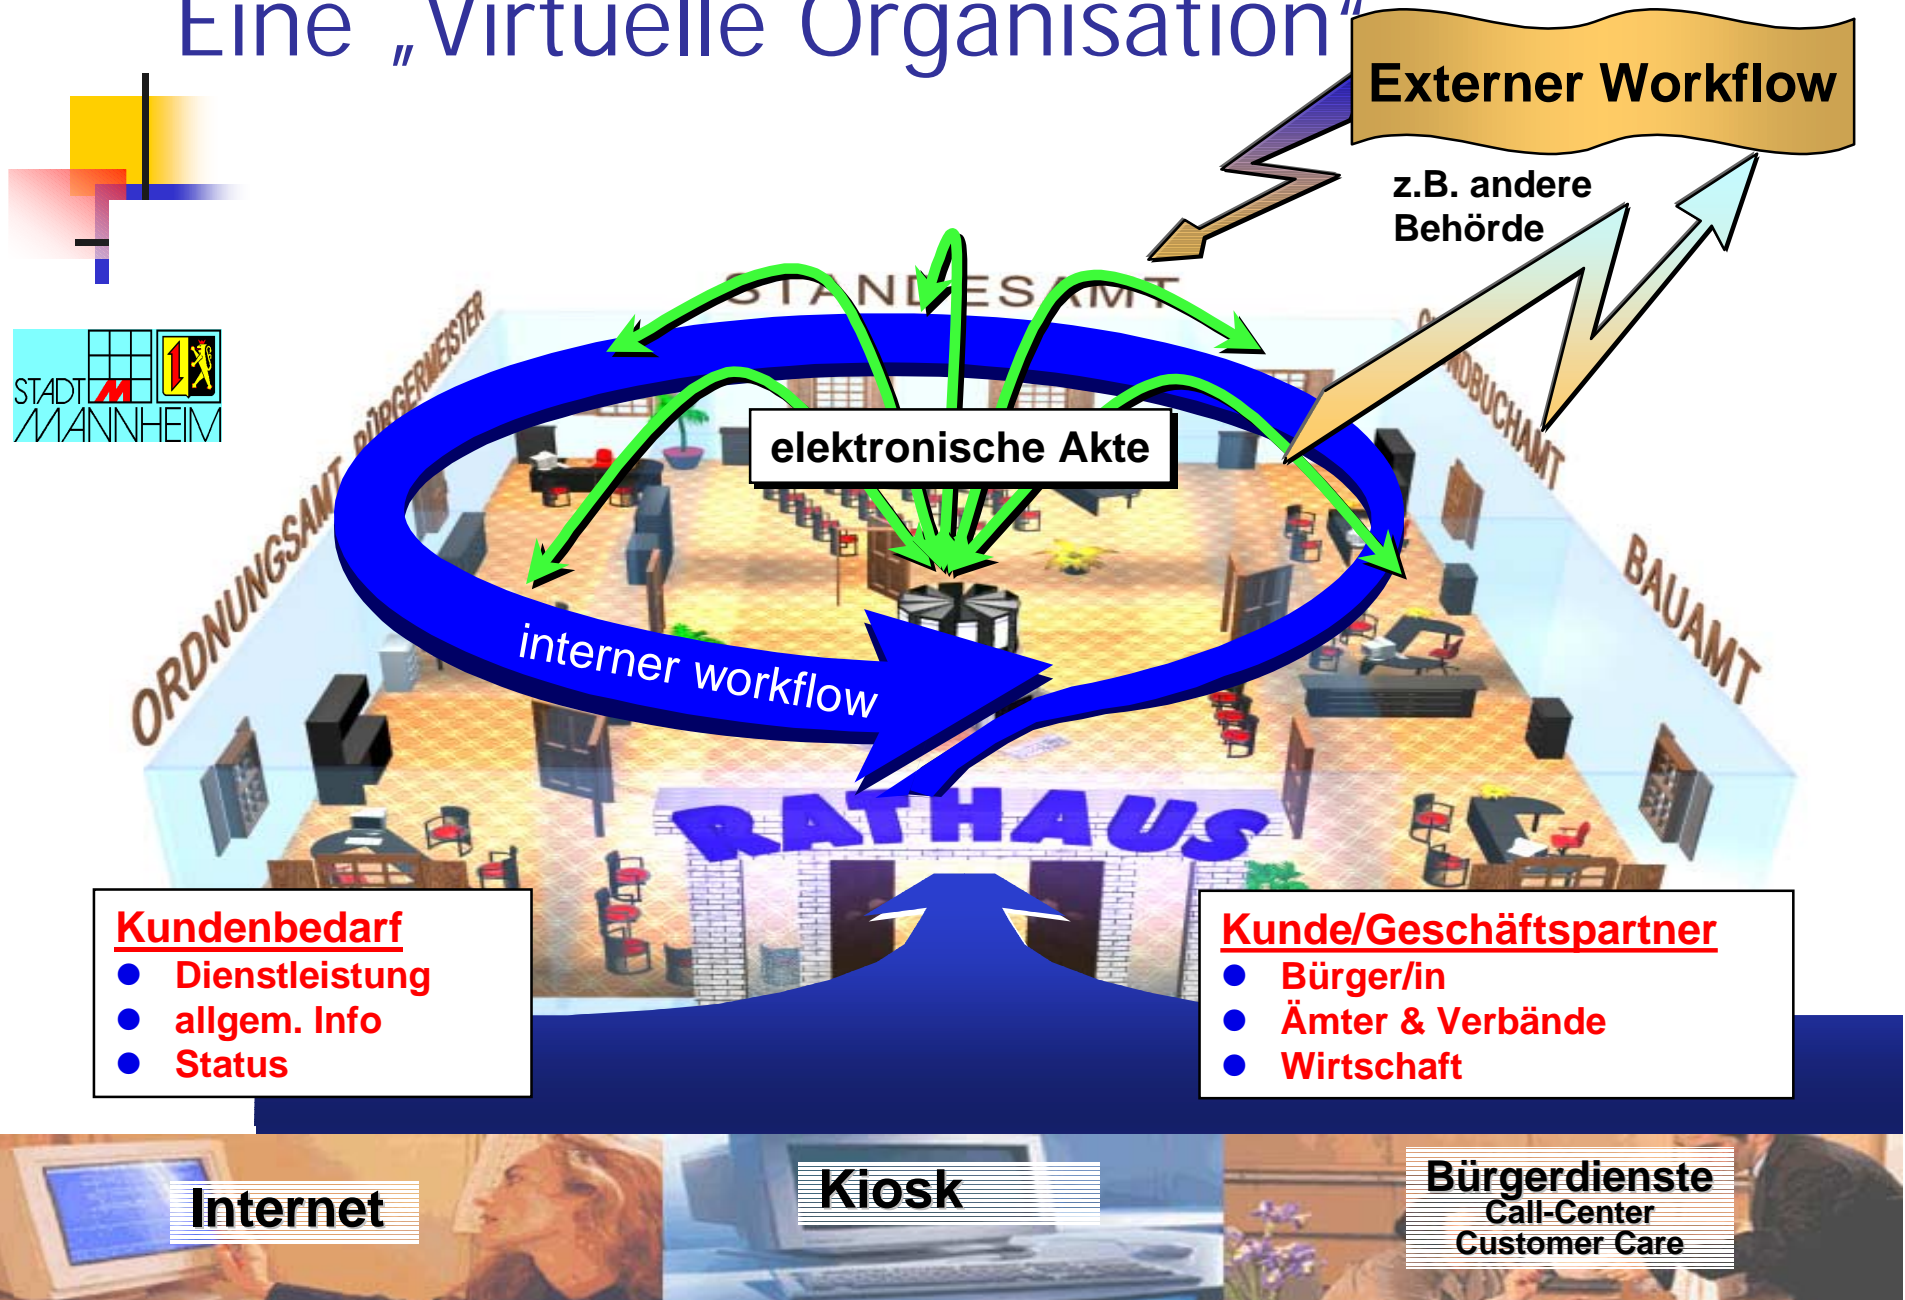 Eine „Virtuelle Organisation“
Externer Workflow
z.B. andere
Behörde
STADT
MANNHEIM
STANDESAMT
BÜRGERMEISTER
ORDNUNGSAMT
GRUNDBUCHAMT
BAUAMT
elektronische Akte
interner workflow
RATHAUS
Kundenbedarf
Dienstleistung
allgem. Info
Status
Kunde/Geschäftspartner
Bürger/in
Ämter & Verbände
Wirtschaft
Internet
Kiosk
Bürgerdienste
Call-Center
Customer Care